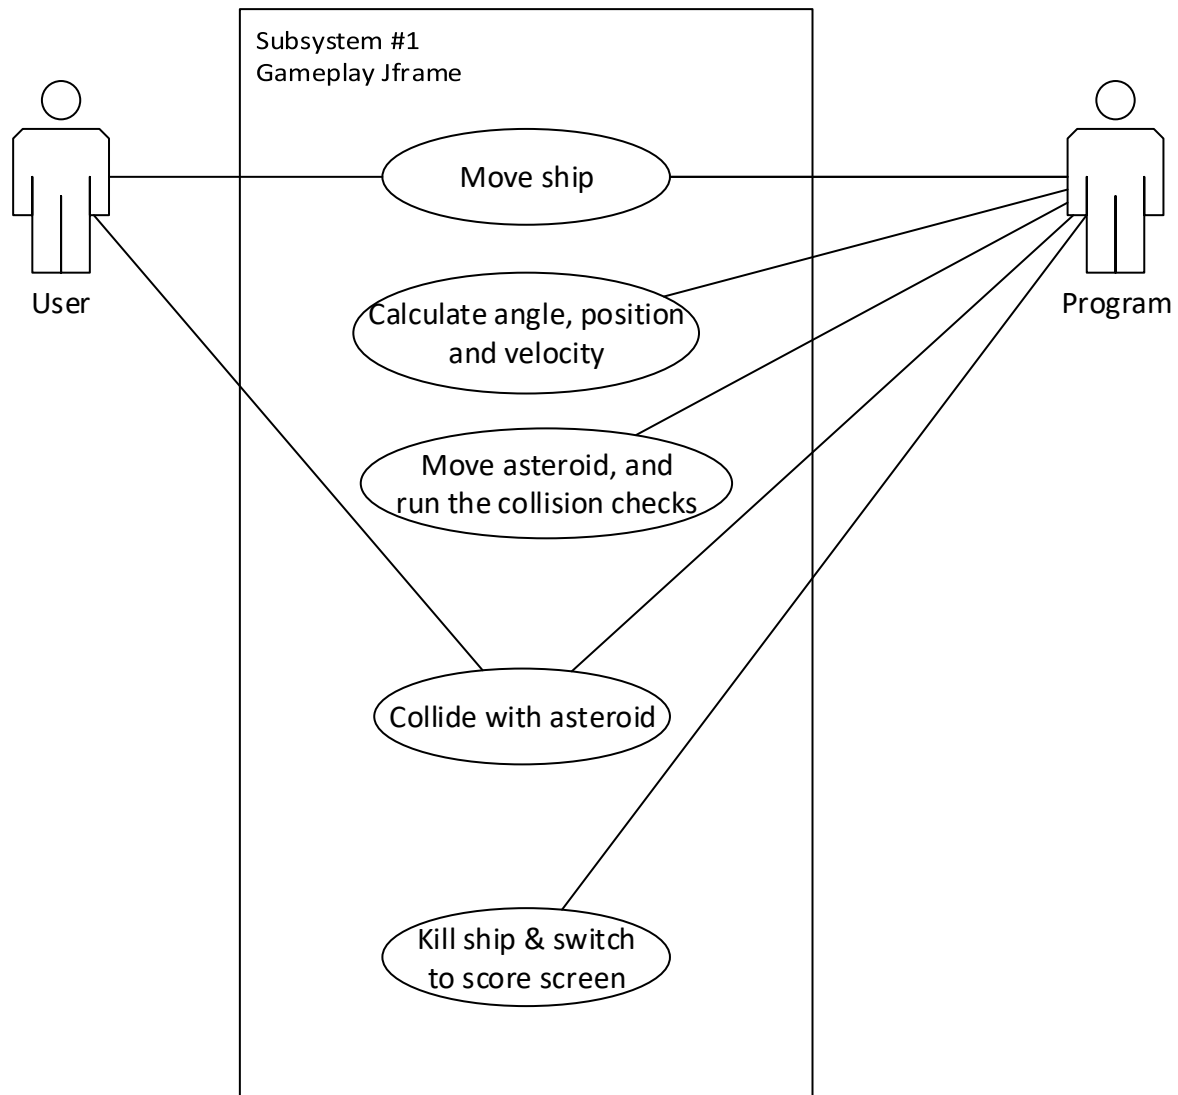 Subsystem #1
Gameplay Jframe
Move ship
User
Program
Calculate angle, position
and velocity
Move asteroid, and
run the collision checks
Collide with asteroid
Kill ship & switch
to score screen